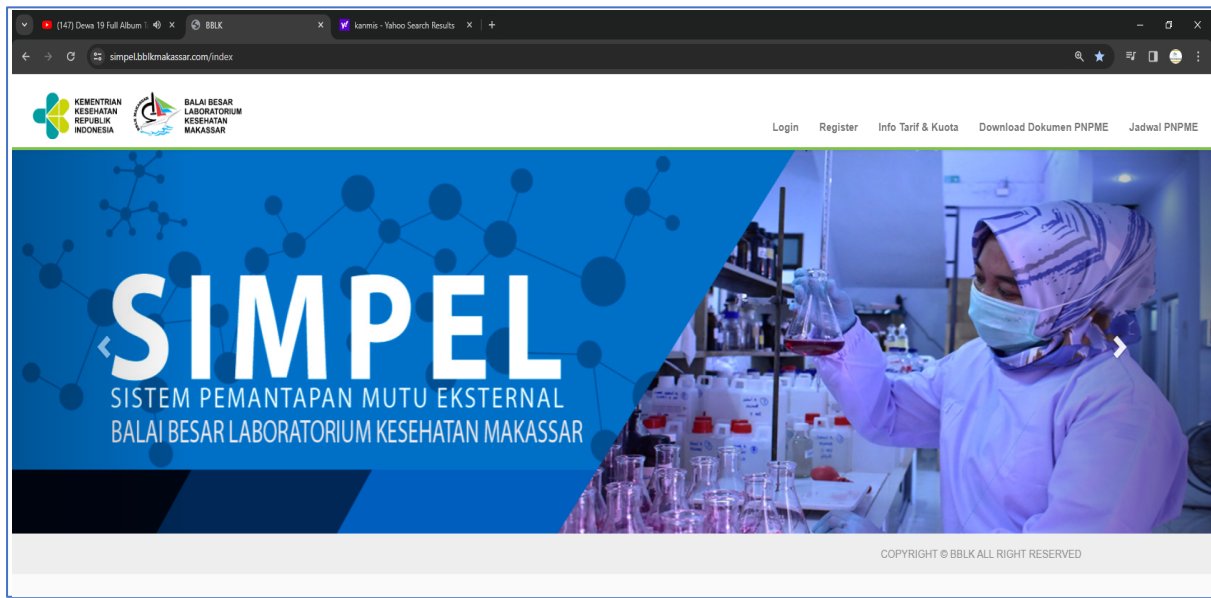 (147) Dewa 19 Full Album T
BBLK
kanmis - Yahoo Search Results
simpel.bblkmakassar.com/index
KEMENTRIAN
KESEHATAN
REPUBLIK
INDONESIA
BALAI BESAR
LABORATORIUM
KESEHATAN
MAKASSAR
Login Register Info Tarif & Kuota Download Dokumen PNPME Jadwal PNPME
SIMPEL
SISTEM PEMANTAPAN MUTU EKSTERNAL
BALAI BESAR LABORATORIUM KESEHATAN MAKASSAR
COPYRIGHT © BBLK ALL RIGHT RESERVED